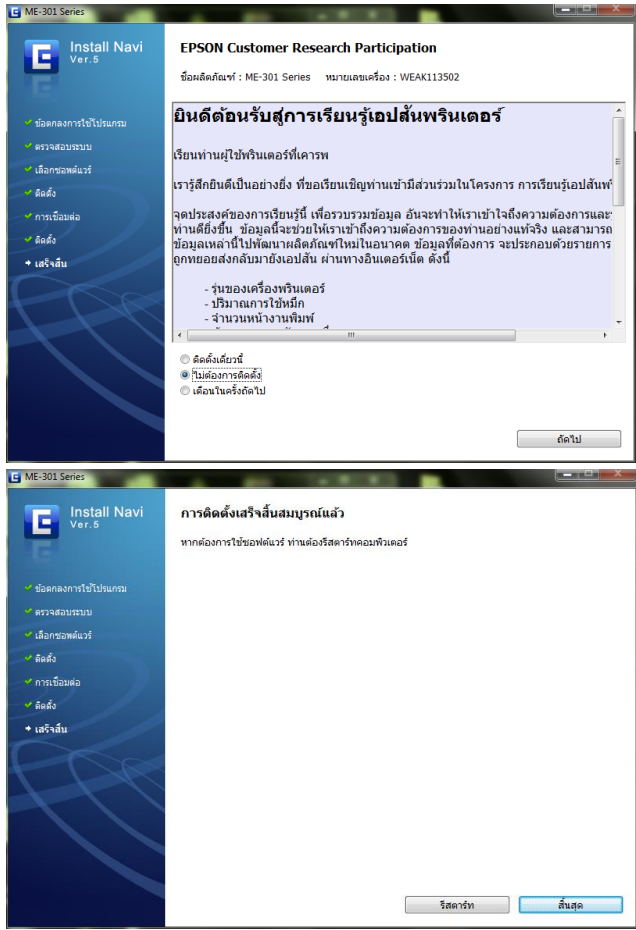 ME-301 Series
Install Navi
Ver.5
ข้อตกลงการใช้โปรแกรม
ตรวจสอบระบบ
เลือกซอฟต์แวร์
ติดตั้ง
การเชื่อมต่อ
ติดตั้ง
เสร็จสิ้น
EPSON Customer Research Participation
ชื่อผลิตภัณฑ์ : ME-301 Series หมายเลขเครื่อง : WEAK113502
ยินดีต้อนรับสู่การเรียนรู้เอปสันพรินเตอร์
เรียนท่านผู้ใช้พรินเตอร์ที่เคารพ
เรารู้สึกยินดีเป็นอย่างยิ่ง ที่ขอเรียนเชิญท่านเข้ามีส่วนร่วมในโครงการ การเรียนรู้เอปสันพริ
จุดประสงค์ของการเรียนรู้นี้ เพื่อรวบรวมข้อมูล อันจะทำให้เราเข้าใจถึงความต้องการและ
ท่านดียิ่งขึ้น ข้อมูลนี้จะช่วยให้เราเข้าถึงความต้องการของท่านอย่างแท้จริง และสามารถ
ข้อมูลเหล่านี้ไปพัฒนาผลิตภัณฑ์ใหม่ในอนาคต ข้อมูลที่ต้องการ จะประกอบด้วยรายการ
ถูกทยอยส่งกลับมายังเอปสัน ผ่านทางอินเตอร์เน็ต ดังนี้
- รุ่นของเครื่องพรินเตอร์
- ปริมาณการใช้หมึก
- จำนวนหน้างานพิมพ์
ติดตั้งเดี๋ยวนี้
ไม่ต้องการติดตั้ง
เตือนในครั้งถัดไป
ถัดไป
ME-301 Series
Install Navi
Ver.5
ข้อตกลงการใช้โปรแกรม
ตรวจสอบระบบ
เลือกซอฟต์แวร์
ติดตั้ง
การเชื่อมต่อ
ติดตั้ง
เสร็จสิ้น
การติดตั้งเสร็จสิ้นสมบูรณ์แล้ว
หากต้องการใช้ซอฟต์แวร์ ท่านต้องรีสตาร์ทคอมพิวเตอร์
รีสตาร์ท
สิ้นสุด